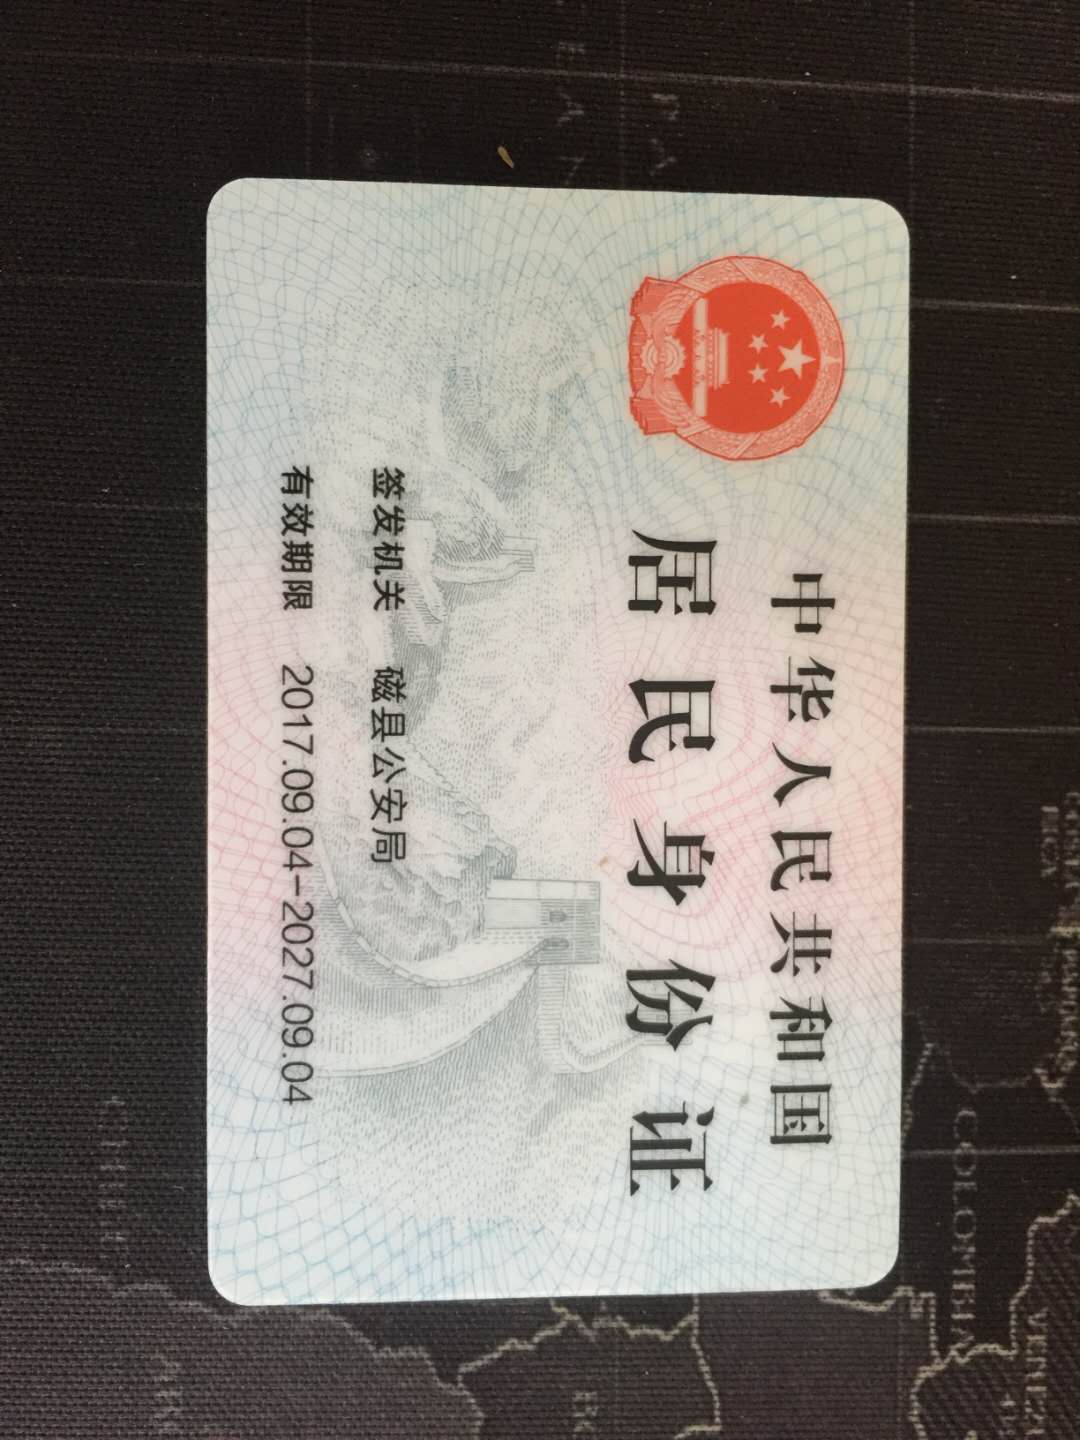 中华人民共和国
居民身份证
签发机关 磁县公安局
有效期限 2017.09.04-2027.09.04
COLOMBIA